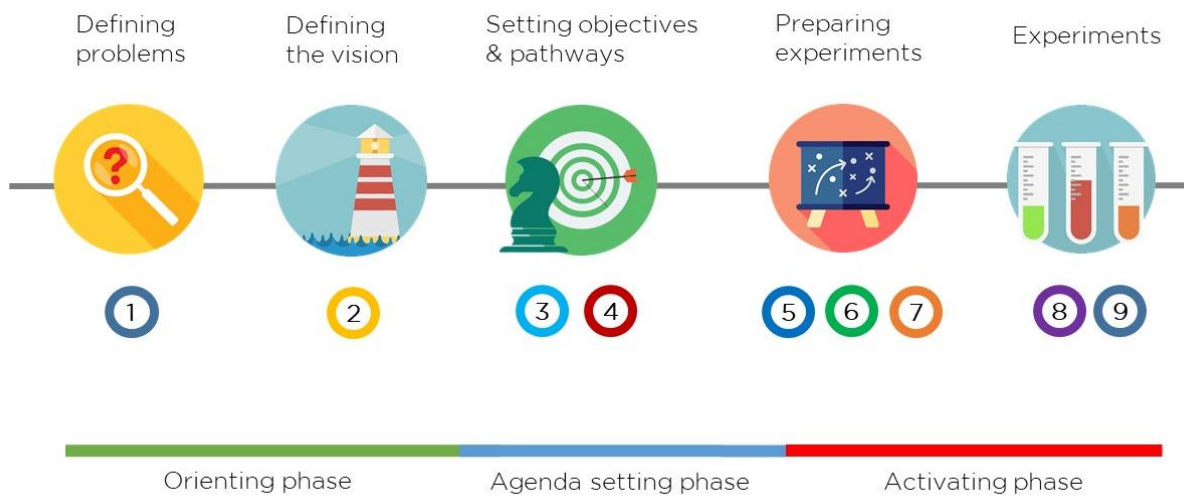 Defining
problems
Defining
the vision
Setting objectives
& pathways
Preparing
experiments
Experiments
?
1
2
3
4
5
6
7
8
9
Orienting phase
Agenda setting phase
Activating phase